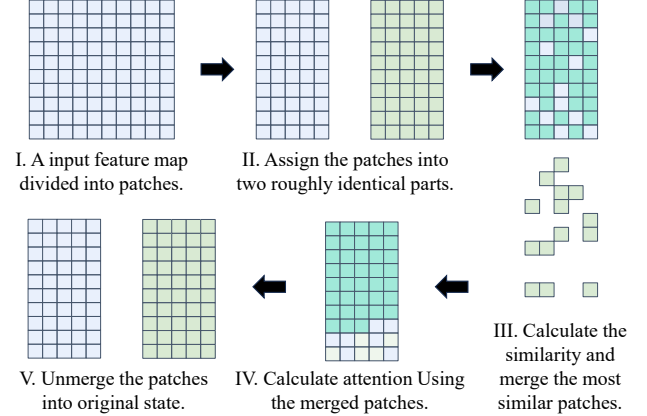 I. A input feature map
divided into patches.
II. Assign the patches into
two roughly identical parts.
III. Calculate the
similarity and
merge the most
similar patches.
IV. Calculate attention Using
the merged patches.
V. Unmerge the patches
into original state.